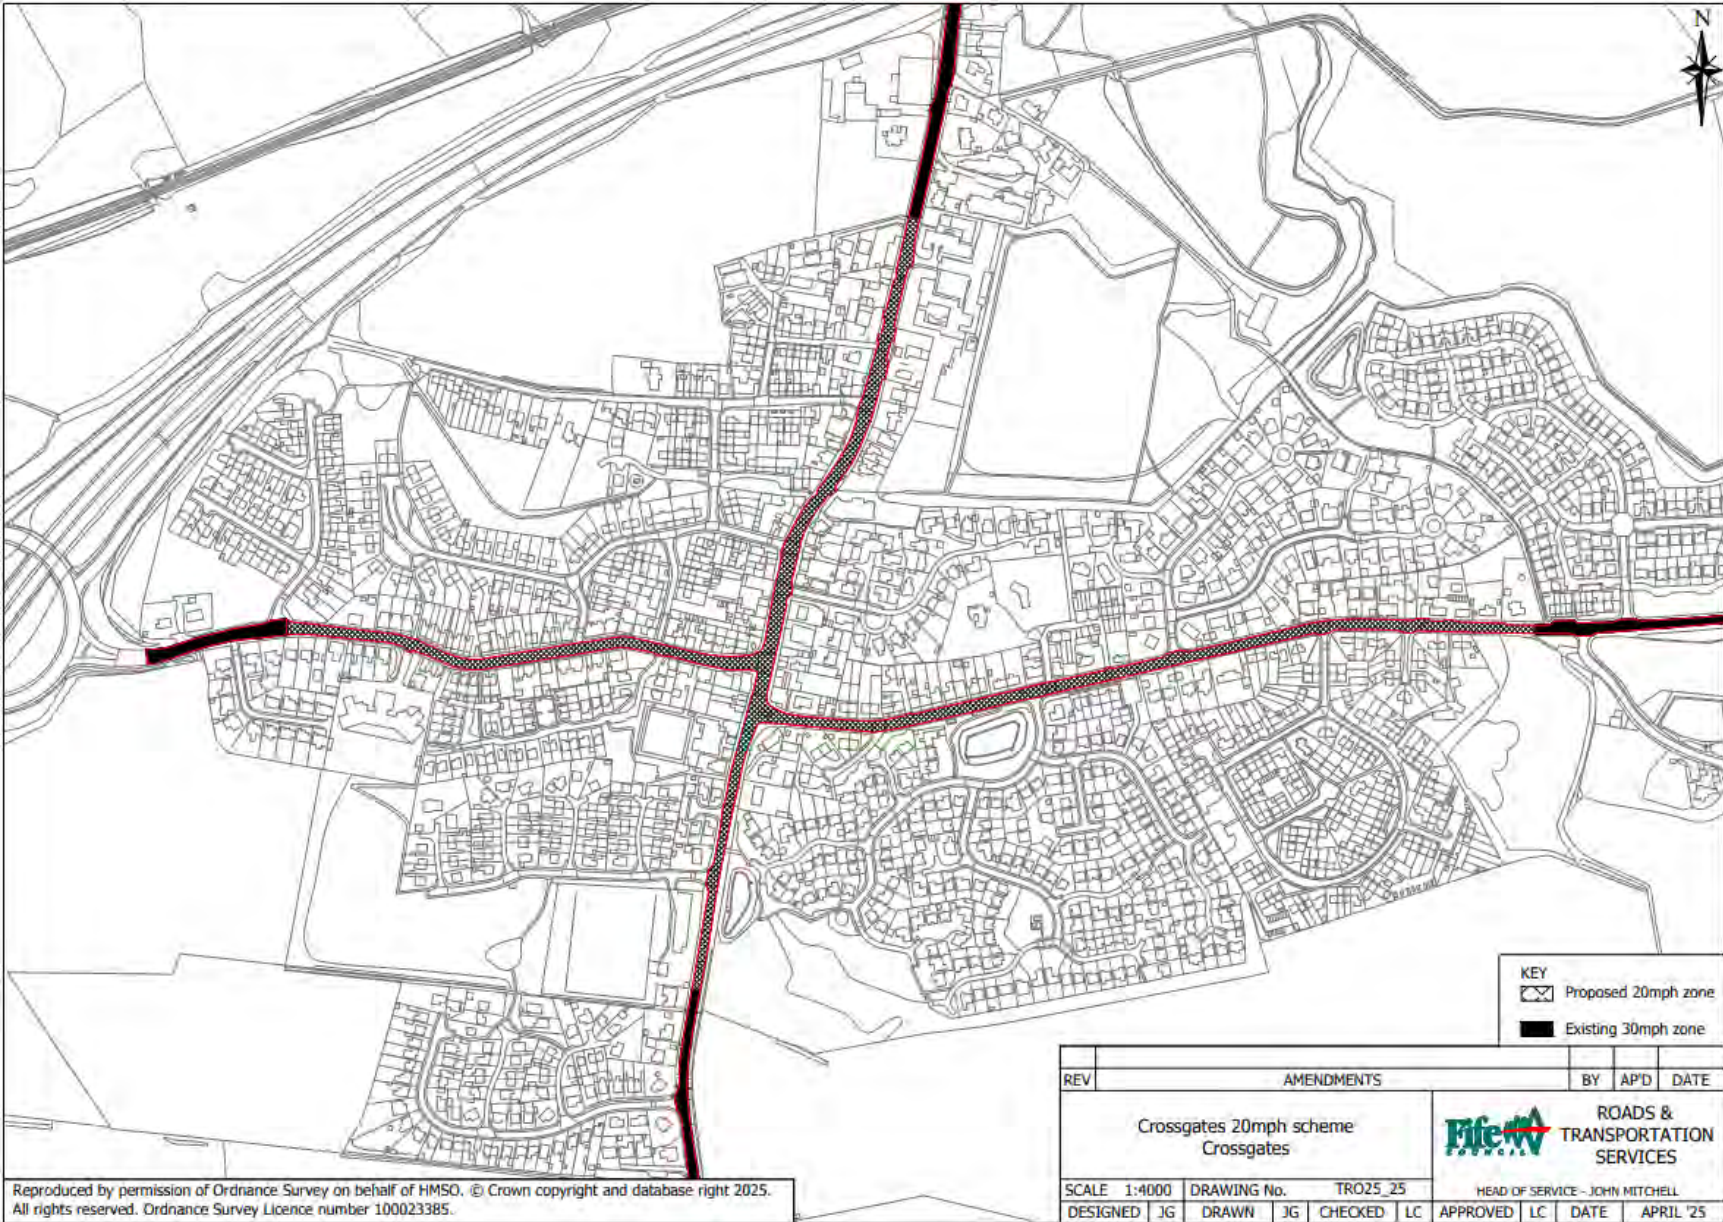 N
KEY
Proposed 20mph zone
Existing 30mph zone
REV AMENDMENTS BY AP'D DATE
Crossgates 20mph scheme
Crossgates
Fife
COUNCIL
ROADS &
TRANSPORTATION
SERVICES
SCALE 1:4000 DRAWING No. TRO25_25
HEAD OF SERVICE - JOHN MITCHELL
DESIGNED JG DRAWN JG CHECKED LC APPROVED LC DATE APRIL '25
Reproduced by permission of Ordnance Survey on behalf of HMSO. © Crown copyright and database right 2025.
All rights reserved. Ordnance Survey Licence number 100023385.